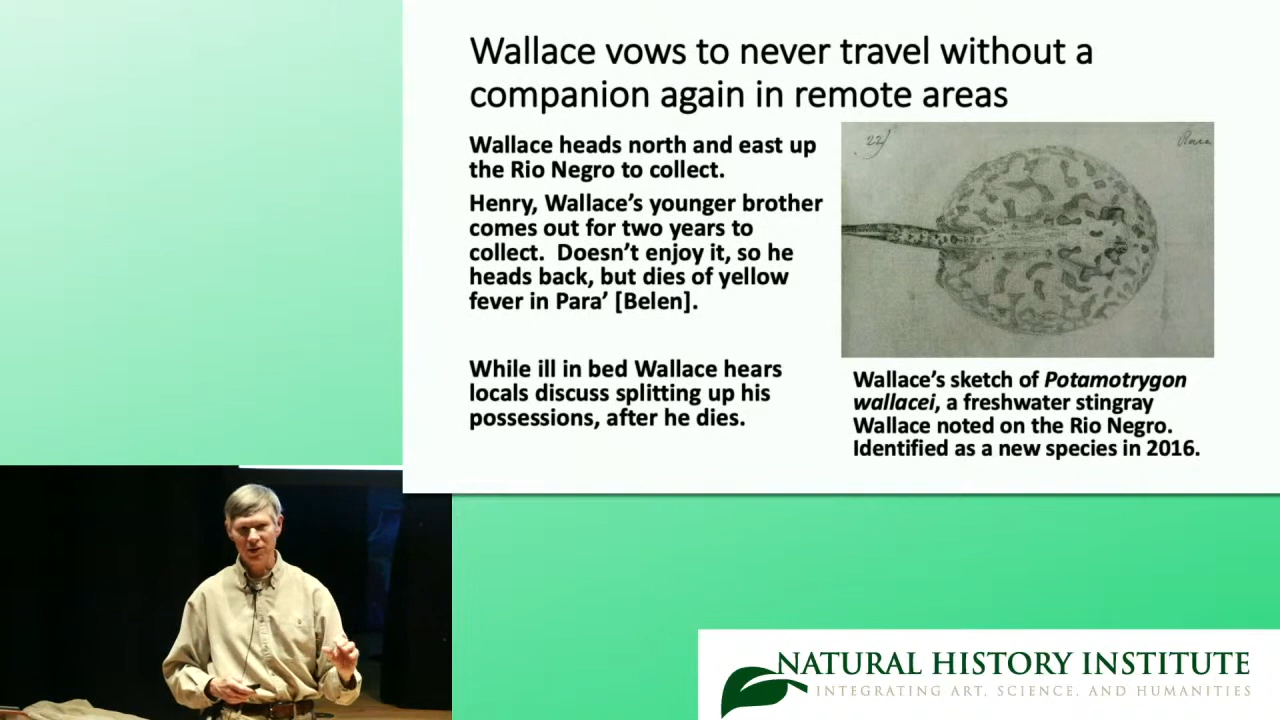 Wallace vows to never travel without a
companion again in remote areas
Wallace heads north and east up
the Rio Negro to collect.
Henry, Wallace's younger brother
comes out for two years to
collect.  Doesn't enjoy it, so he
heads back, but dies of yellow
fever in Para' [Belen].
While ill in bed Wallace hears
locals discuss splitting up his
possessions, after he dies.
22)
Wallace's sketch of Potamotrygon
wallacei, a freshwater stingray
Wallace noted on the Rio Negro.
Identified as a new species in 2016.
NATURAL HISTORY INSTITUTE
INTEGRATING ART, SCIENCE, AND HUMANITIES